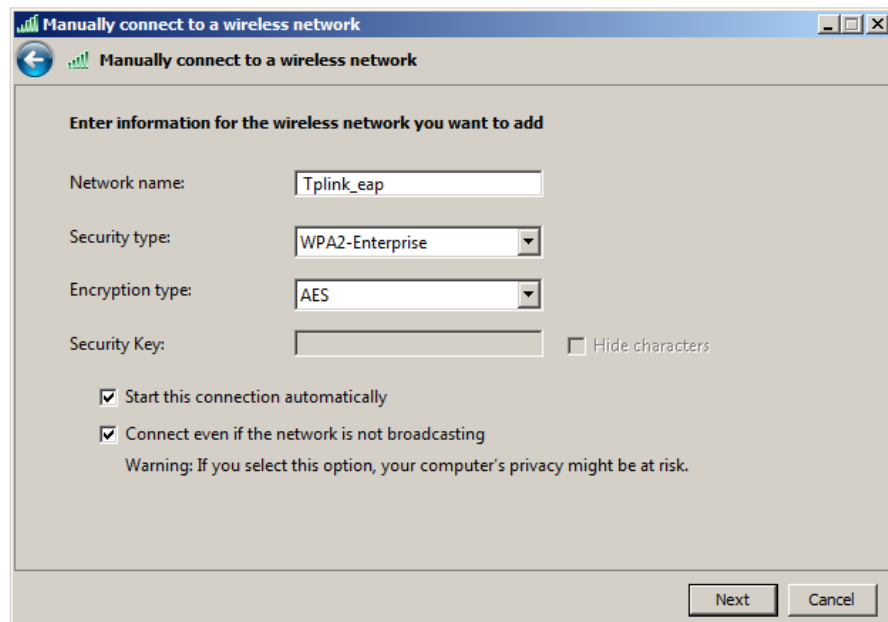 Manually connect to a wireless network
Manually connect to a wireless network
Enter information for the wireless network you want to add
Network name: Tplink_eap
Security type: WPA2-Enterprise
Encryption type: AES
Security Key: Hide characters
Start this connection automatically
Connect even if the network is not broadcasting
Warning: If you select this option, your computer's privacy might be at risk.
Next Cancel